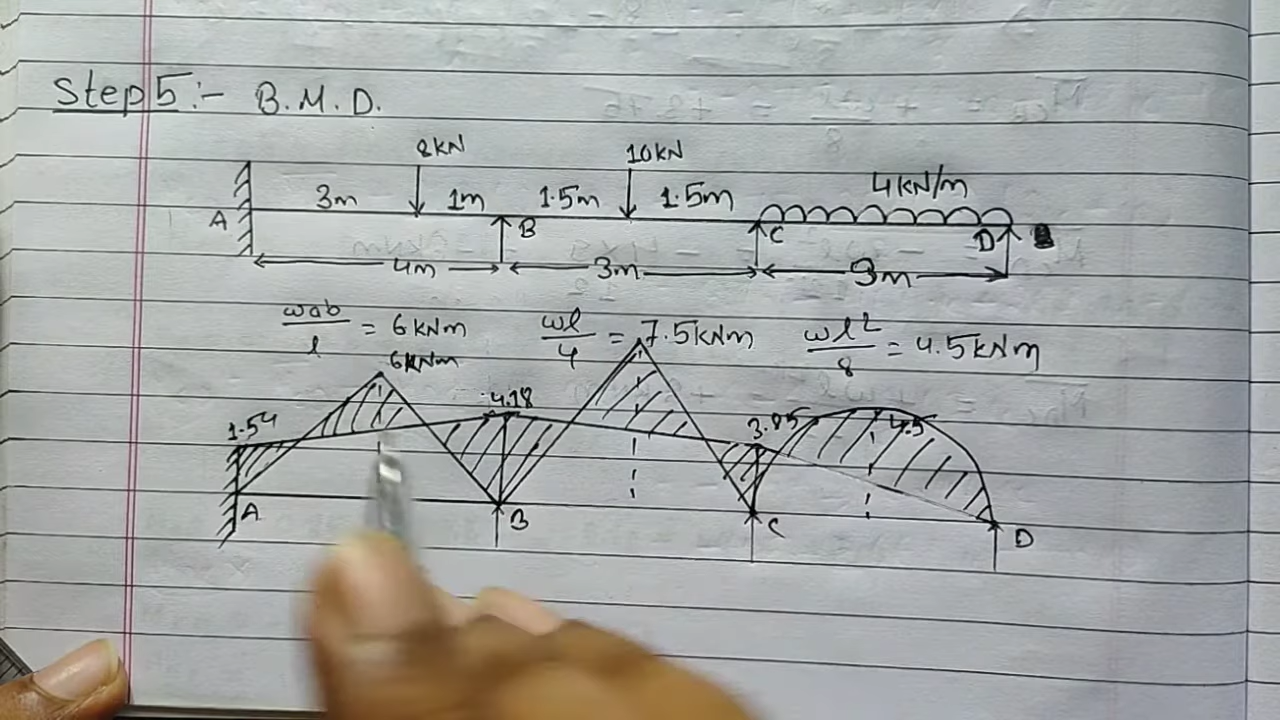 Step 5:- B.M.D.
8kN 10kN
3m 1m 1.5m 1.5m 4kN/m
A B C D
4m 3m 3m
wab/l = 6kNm wl/4 = 7.5kNm wl²/8 = 4.5kNm
6kNm
1.54 4.18 3.85 4.5
A B C D